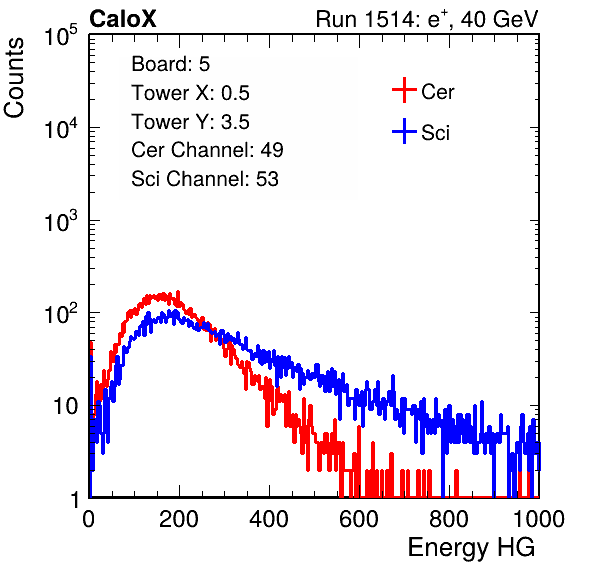 CaloX Run 1514: e⁺, 40 GeV
Counts
10⁵
10⁴
10³
10²
10
1
Board: 5
Tower X: 0.5
Tower Y: 3.5
Cer Channel: 49
Sci Channel: 53
Cer
Sci
0 200 400 600 800 1000
Energy HG